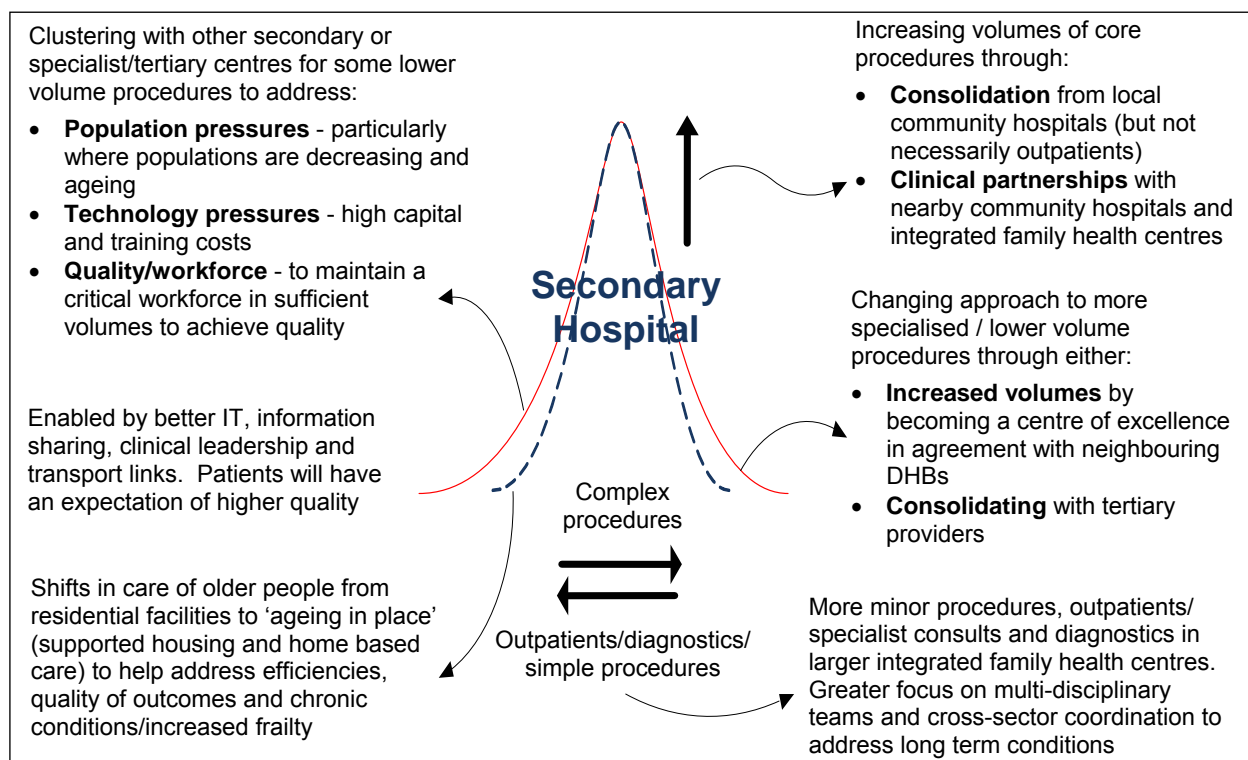 Clustering with other secondary or
specialist/tertiary centres for some lower
volume procedures to address:
• Population pressures - particularly
where populations are decreasing and
ageing
• Technology pressures - high capital
and training costs
• Quality/workforce - to maintain a
critical workforce in sufficient
volumes to achieve quality
Enabled by better IT, information
sharing, clinical leadership and
transport links.  Patients will have
an expectation of higher quality
Shifts in care of older people from
residential facilities to ‘ageing in place’
(supported housing and home based
care) to help address efficiencies,
quality of outcomes and chronic
conditions/increased frailty
Secondary
Hospital
Complex
procedures
Outpatients/diagnostics/
simple procedures
Increasing volumes of core
procedures through:
• Consolidation from local
community hospitals (but not
necessarily outpatients)
• Clinical partnerships with
nearby community hospitals and
integrated family health centres
Changing approach to more
specialised / lower volume
procedures through either:
• Increased volumes by
becoming a centre of excellence
in agreement with neighbouring
DHBs
• Consolidating with tertiary
providers
More minor procedures, outpatients/
specialist consults and diagnostics in
larger integrated family health centres.
Greater focus on multi-disciplinary
teams and cross-sector coordination to
address long term conditions